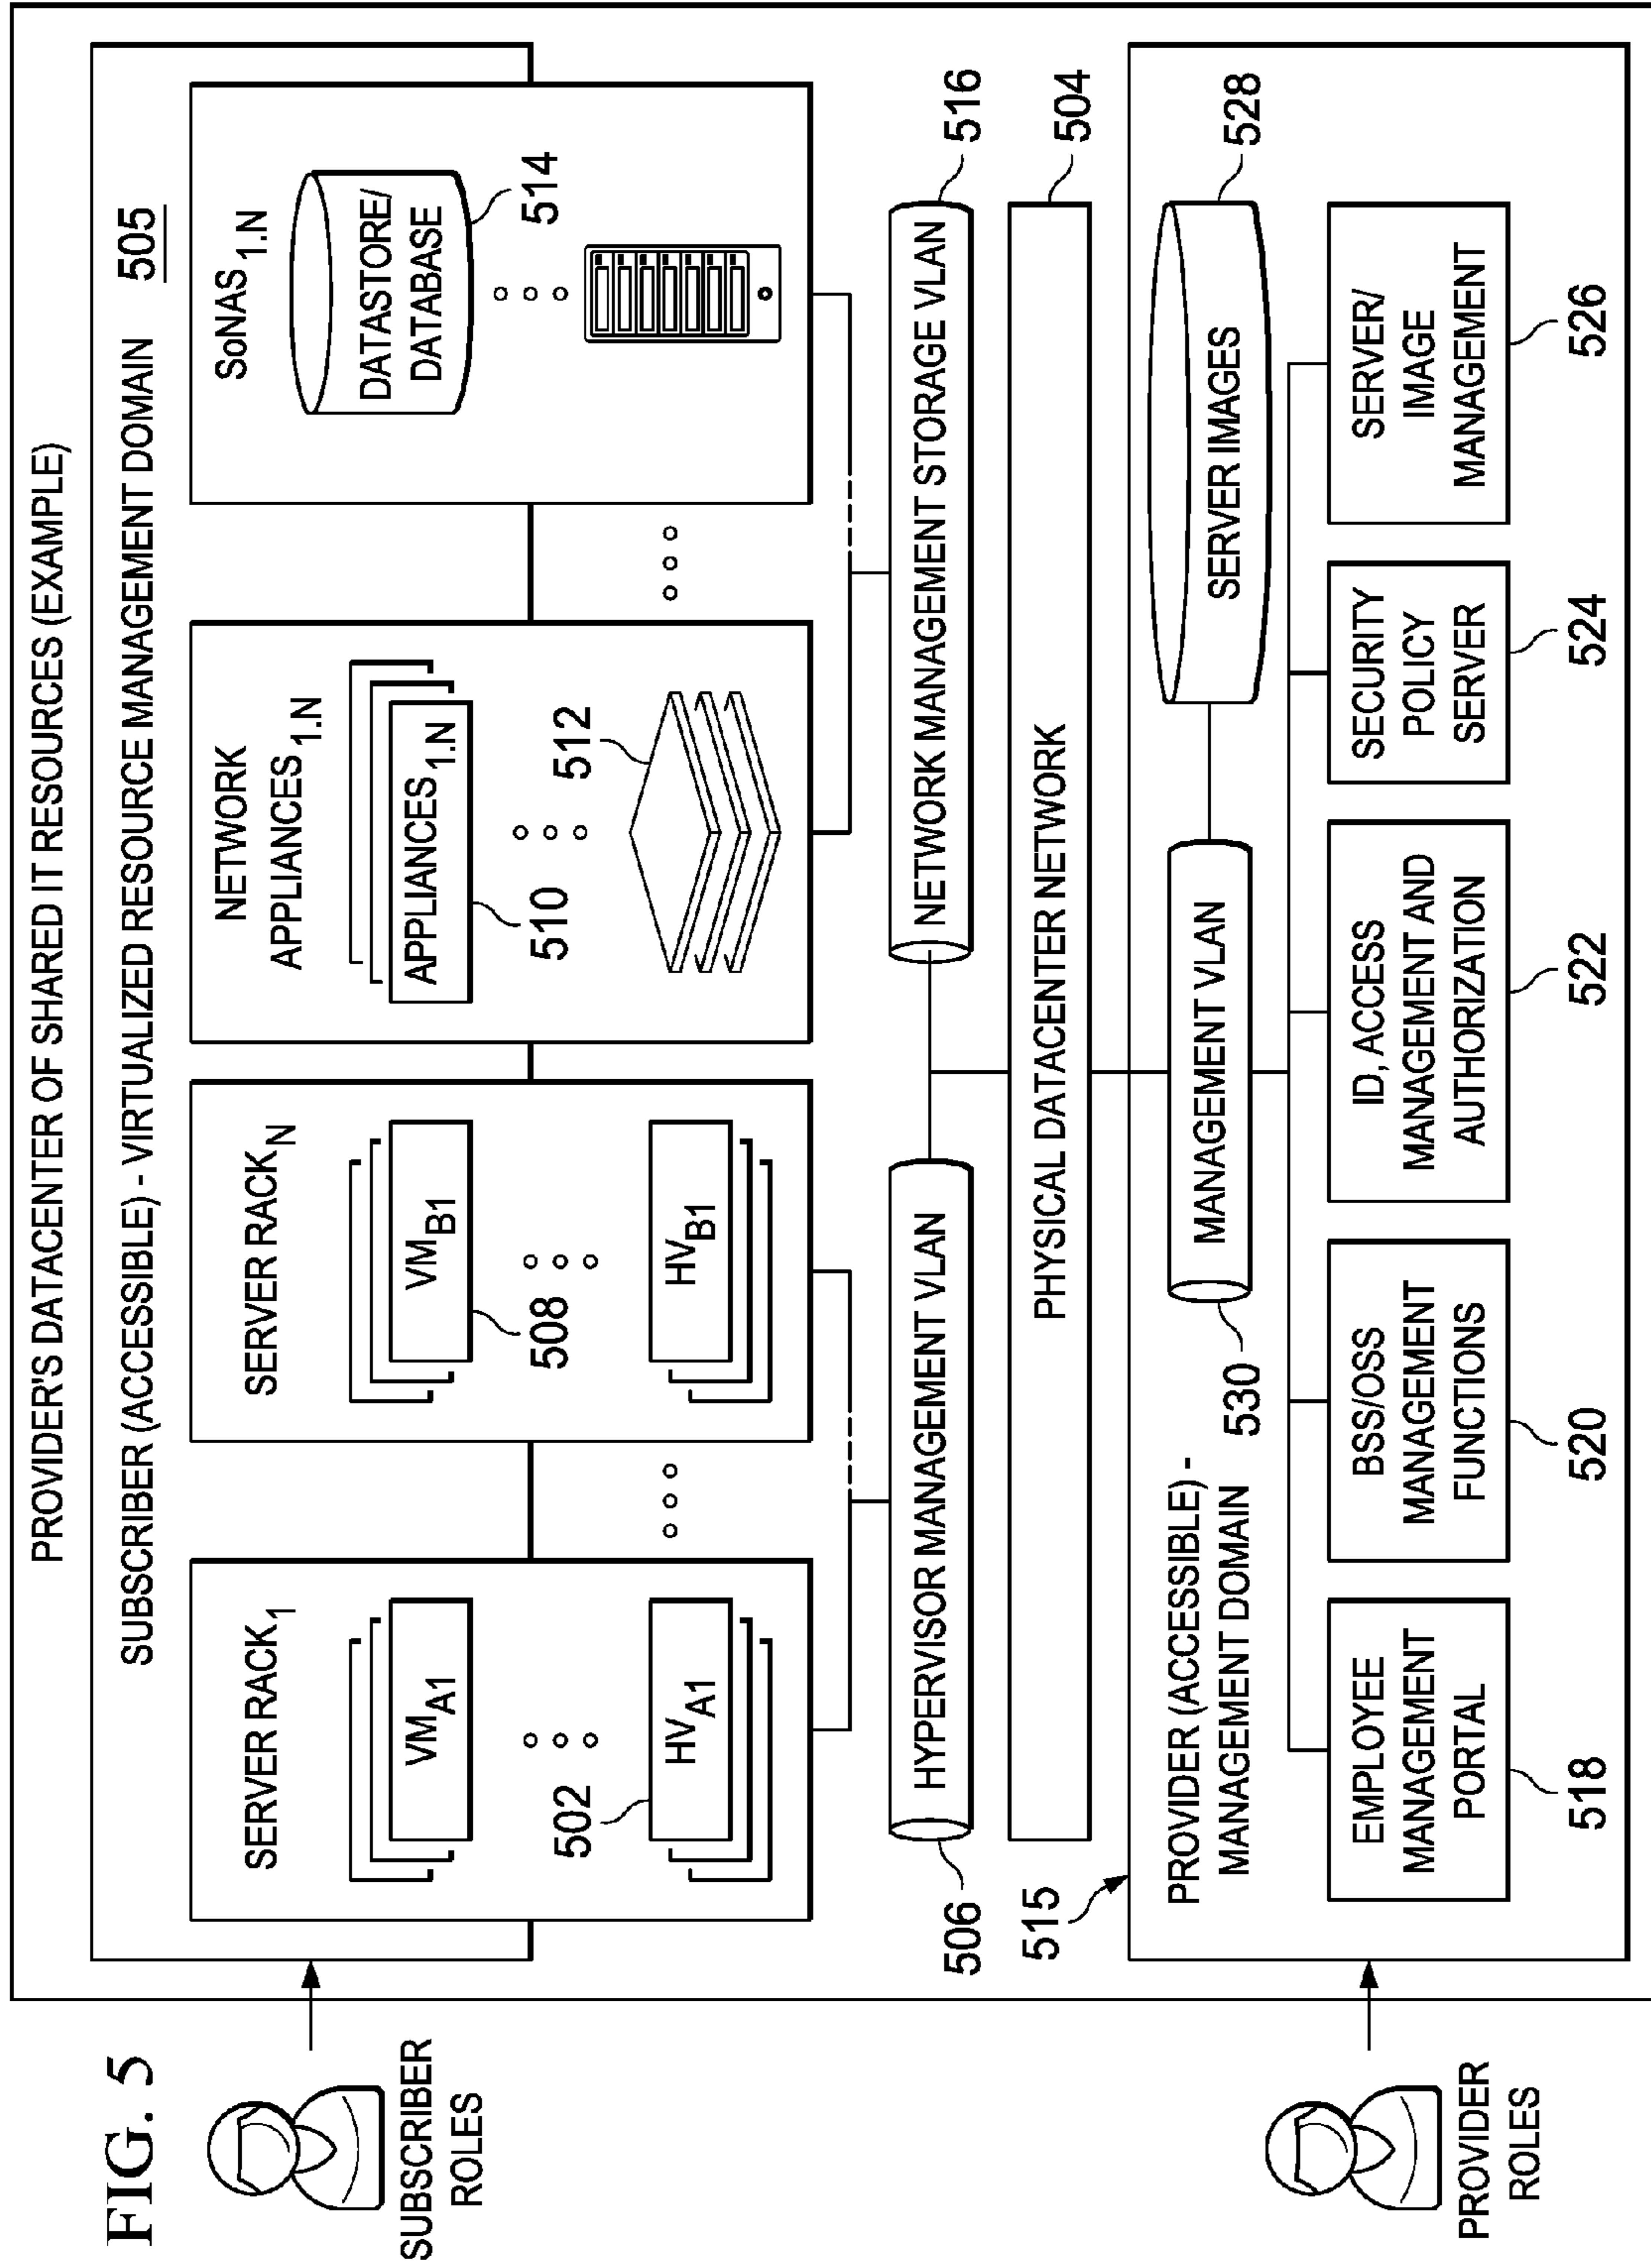 FIG. 5
PROVIDER'S DATACENTER OF SHARED IT RESOURCES (EXAMPLE)
SUBSCRIBER (ACCESSIBLE) - VIRTUALIZED RESOURCE MANAGEMENT DOMAIN 505
SUBSCRIBER
ROLES
SERVER RACK1
VMA1
502
HVA1
SERVER RACKN
VMB1
508
HVB1
NETWORK
APPLIANCES1.N
APPLIANCES1.N
510
512
SoNAS1.N
DATASTORE/
DATABASE
514
506
HYPERVISOR MANAGEMENT VLAN
NETWORK MANAGEMENT STORAGE VLAN
516
PHYSICAL DATACENTER NETWORK
504
515
PROVIDER
ROLES
PROVIDER (ACCESSIBLE) -
MANAGEMENT DOMAIN
530
MANAGEMENT VLAN
SERVER IMAGES
528
EMPLOYEE
MANAGEMENT
PORTAL
518
BSS/OSS
MANAGEMENT
FUNCTIONS
520
ID, ACCESS
MANAGEMENT AND
AUTHORIZATION
522
SECURITY
POLICY
SERVER
524
SERVER/
IMAGE
MANAGEMENT
526